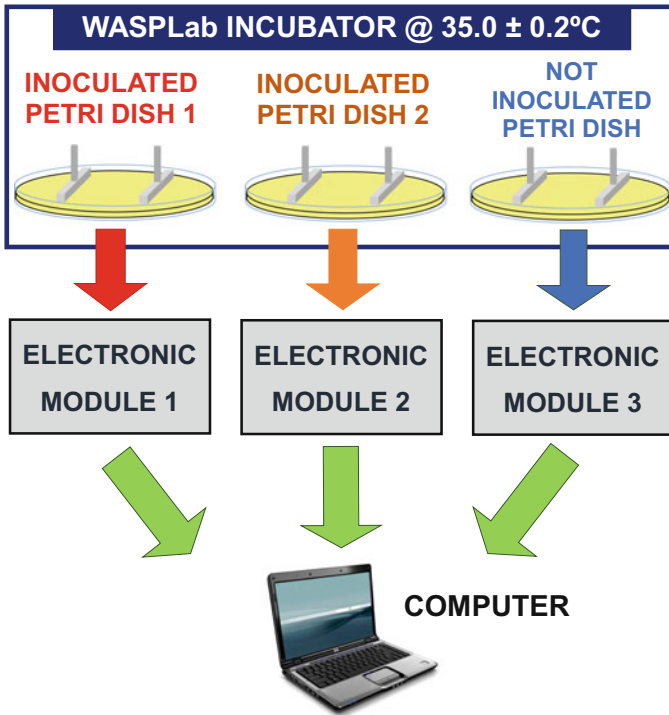 WASPLab INCUBATOR @ 35.0 ± 0.2ºC
INOCULATED
PETRI DISH 1
INOCULATED
PETRI DISH 2
NOT
INOCULATED
PETRI DISH
ELECTRONIC
MODULE 1
ELECTRONIC
MODULE 2
ELECTRONIC
MODULE 3
COMPUTER